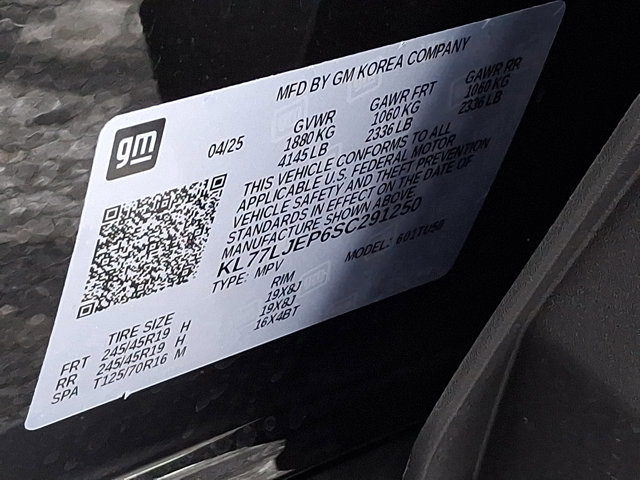 MFD BY GM KOREA COMPANY
gm
04/25
GVWR GAWR FRT GAWR RR
1880 KG 1060 KG 1060 KG
4145 LB 2336 LB 2336 LB
THIS VEHICLE CONFORMS TO ALL
APPLICABLE U.S. FEDERAL MOTOR
VEHICLE SAFETY AND THEFT PREVENTION
STANDARDS IN EFFECT ON THE DATE OF
MANUFACTURE SHOWN ABOVE.
KL77LJEP6SC291250
TYPE: MPV MODEL: 601TU58
TIRE SIZE RIM
FRT 245/45R19 H 19X8J
RR 245/45R19 H 19X8J
SPA T125/70R16 M 16X4BT